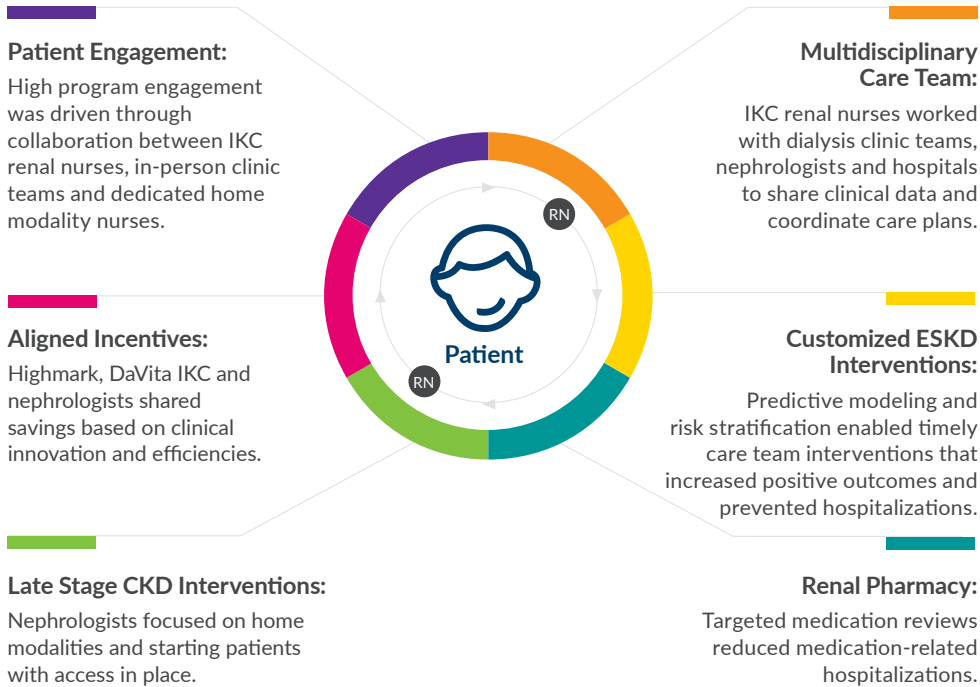 Patient Engagement:
High program engagement
was driven through
collaboration between IKC
renal nurses, in-person clinic
teams and dedicated home
modality nurses.
Multidisciplinary
Care Team:
IKC renal nurses worked
with dialysis clinic teams,
nephrologists and hospitals
to share clinical data and
coordinate care plans.
RN
Patient
RN
Aligned Incentives:
Highmark, DaVita IKC and
nephrologists shared
savings based on clinical
innovation and efficiencies.
Customized ESKD
Interventions:
Predictive modeling and
risk stratification enabled timely
care team interventions that
increased positive outcomes and
prevented hospitalizations.
Late Stage CKD Interventions:
Nephrologists focused on home
modalities and starting patients
with access in place.
Renal Pharmacy:
Targeted medication reviews
reduced medication-related
hospitalizations.